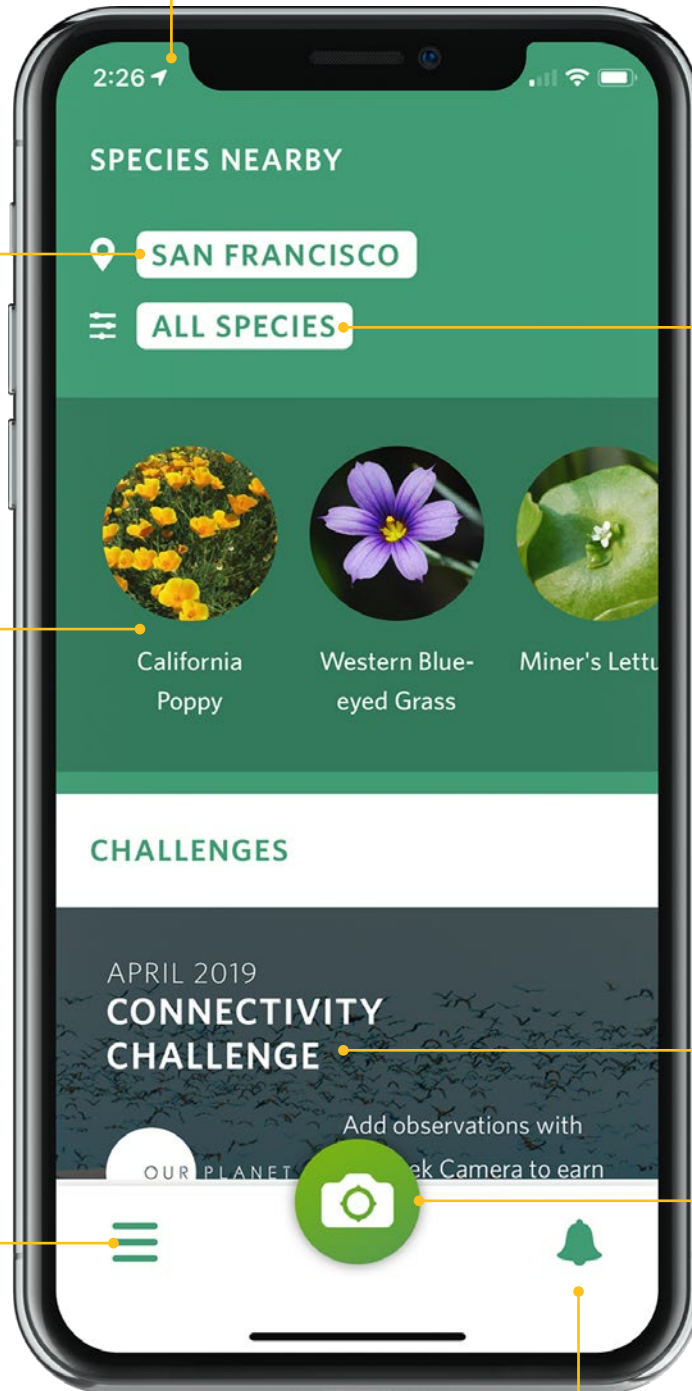 2:26
SPECIES NEARBY
SAN FRANCISCO
ALL SPECIES
California
Poppy
Western Blue-
eyed Grass
Miner's Lettu
CHALLENGES
APRIL 2019
CONNECTIVITY
CHALLENGE
Add observations with
OUR PLANET
ek Camera to earn